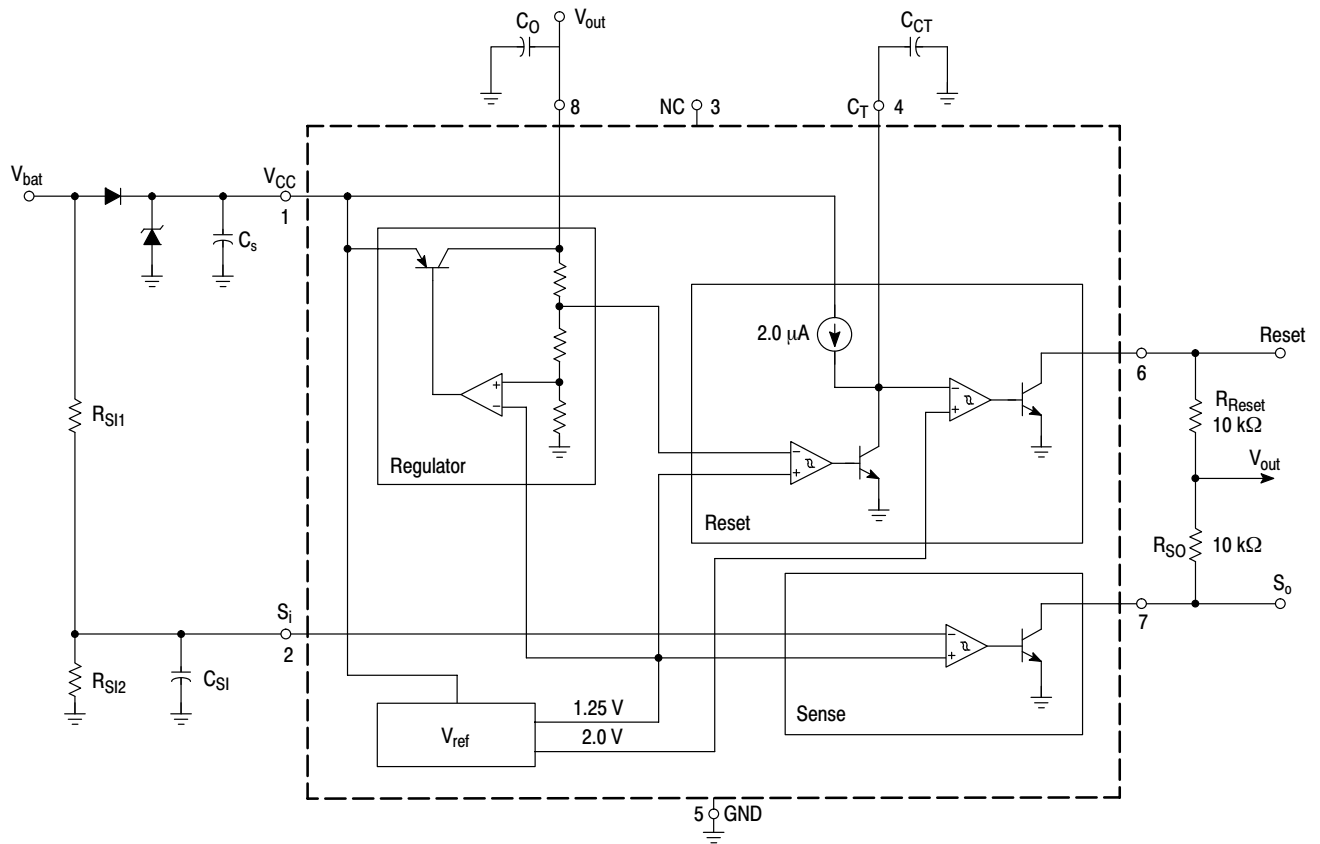 C_O
V_out
C_CT
8
NC 3
C_T 4
V_bat
V_CC
1
C_s
2.0 μA
Reset
6
R_SI1
+
−
R_Reset
10 kΩ
Regulator
−
+
−
+
V_out
Reset
R_SO 10 kΩ
S_i
2
7
S_o
−
+
R_SI2
C_SI
1.25 V
V_ref
2.0 V
Sense
5 GND